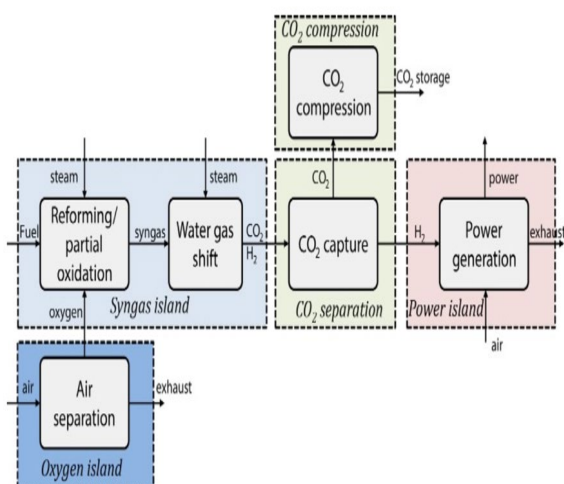 CO₂ compression
CO₂
compression
CO₂ storage
steam
steam
CO₂
power
Fuel
Reforming/
partial
oxidation
syngas
Water gas
shift
CO₂
H₂
CO₂ capture
H₂
Power
generation
exhaust
oxygen
Syngas island
CO₂ separation
Power island
air
air
Air
separation
exhaust
Oxygen island